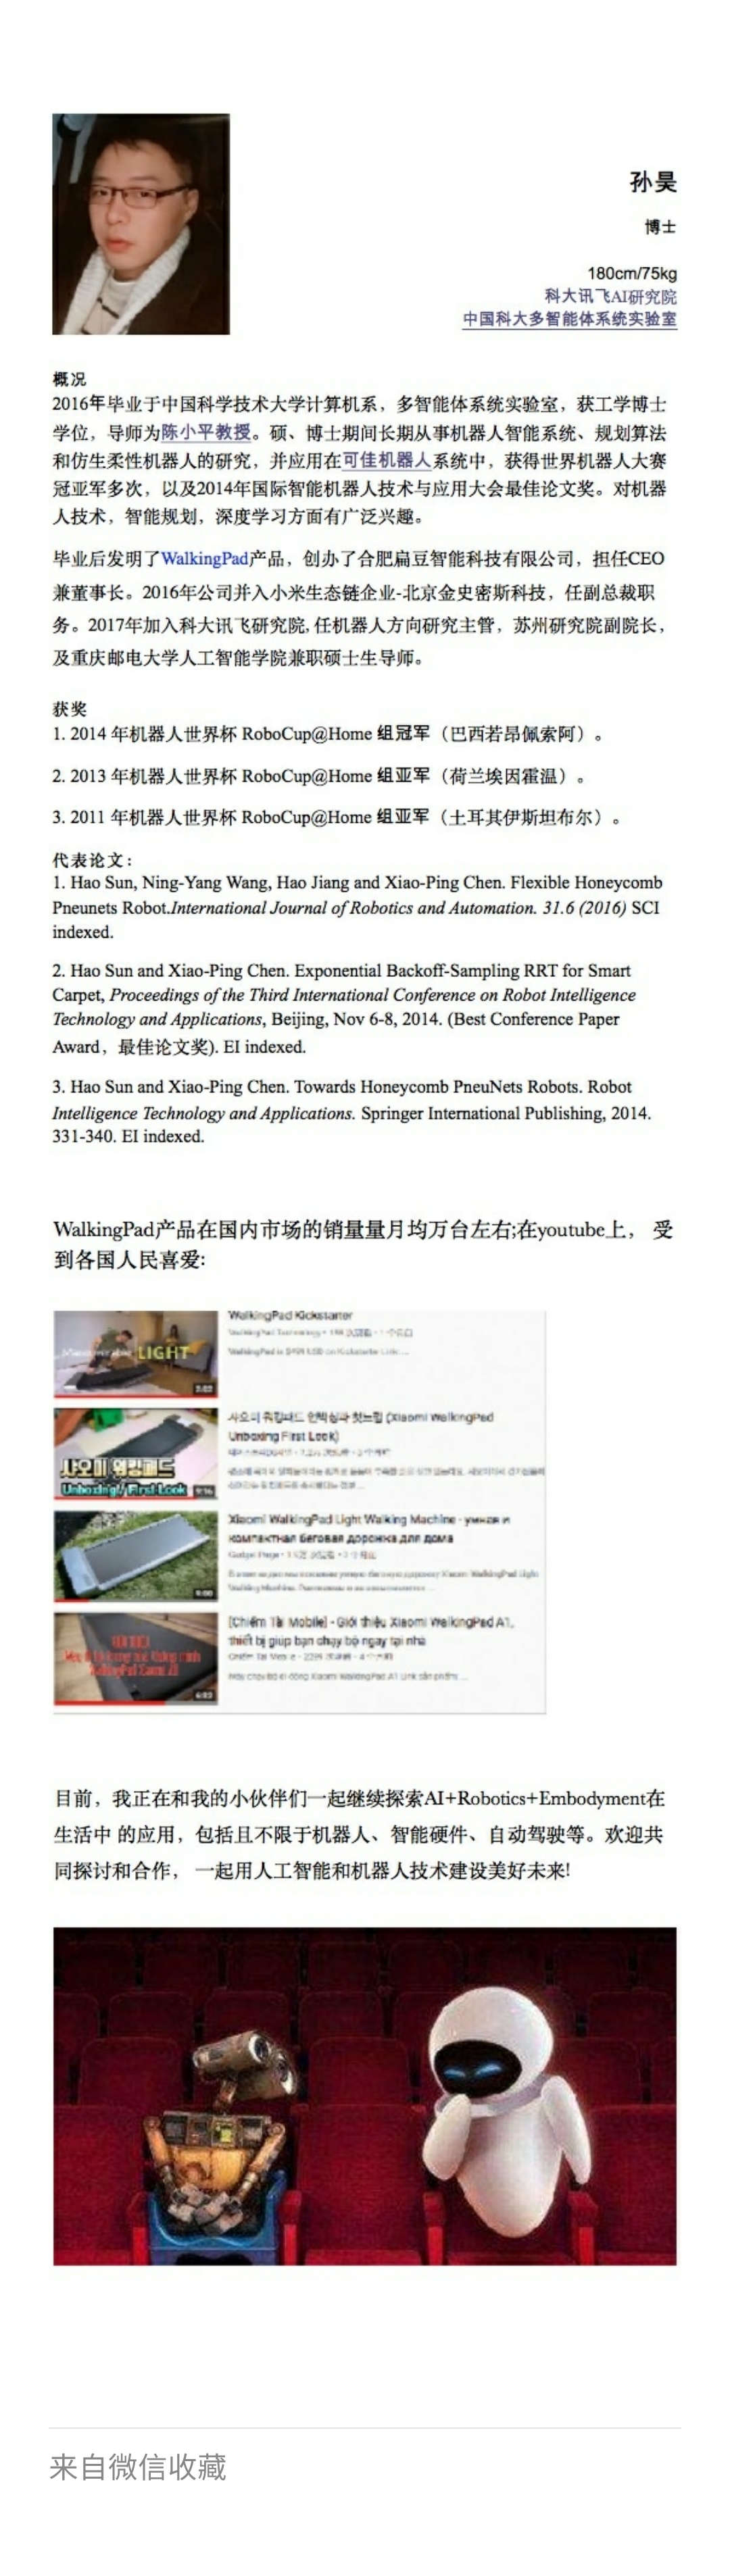 孙昊
博士
180cm/75kg
科大讯飞AI研究院
中国科大多智能体系统实验室
概况
2016年毕业于中国科学技术大学计算机系，多智能体系统实验室，获工学博士
学位，导师为陈小平教授。硕、博士期间长期从事机器人智能系统、规划算法
和仿生柔性机器人的研究，并应用在可佳机器人系统中，获得世界机器人大赛
冠亚军多次，以及2014年国际智能机器人技术与应用大会最佳论文奖。对机器
人技术，智能规划，深度学习方面有广泛兴趣。
毕业后发明了WalkingPad产品，创办了合肥扁豆智能科技有限公司，担任CEO
兼董事长。2016年公司并入小米生态链企业-北京金史密斯科技，任副总裁职
务。2017年加入科大讯飞研究院, 任机器人方向研究主管，苏州研究院副院长，
及重庆邮电大学人工智能学院兼职硕士生导师。
获奖
1. 2014 年机器人世界杯 RoboCup@Home 组冠军（巴西若昂佩索阿）。
2. 2013 年机器人世界杯 RoboCup@Home 组亚军（荷兰埃因霍温）。
3. 2011 年机器人世界杯 RoboCup@Home 组亚军（土耳其伊斯坦布尔）。
代表论文：
1. Hao Sun, Ning-Yang Wang, Hao Jiang and Xiao-Ping Chen. Flexible Honeycomb
Pneunets Robot.International Journal of Robotics and Automation. 31.6 (2016) SCI
indexed.
2. Hao Sun and Xiao-Ping Chen. Exponential Backoff-Sampling RRT for Smart
Carpet, Proceedings of the Third International Conference on Robot Intelligence
Technology and Applications, Beijing, Nov 6-8, 2014. (Best Conference Paper
Award，最佳论文奖). EI indexed.
3. Hao Sun and Xiao-Ping Chen. Towards Honeycomb PneuNets Robots. Robot
Intelligence Technology and Applications. Springer International Publishing, 2014.
331-340. EI indexed.
WalkingPad产品在国内市场的销量量月均万台左右;在youtube上， 受
到各国人民喜爱:
WalkingPad Kickstarter
LIGHT
샤오미 워킹패드 언박싱과 첫느낌 (Xiaomi WalkingPad
Unboxing First Look)
샤오미 워킹패드
Unboxing / First Look
Xiaomi WalkingPad Light Walking Machine - умная и
компактная беговая дорожка для дома
[Chiếm Tài Mobile] - Giới thiệu Xiaomi WalkingPad A1,
thiết bị giúp bạn chạy bộ ngay tại nhà
目前，我正在和我的小伙伴们一起继续探索AI+Robotics+Embodyment在
生活中 的应用，包括且不限于机器人、智能硬件、自动驾驶等。欢迎共
同探讨和合作， 一起用人工智能和机器人技术建设美好未来!
来自微信收藏